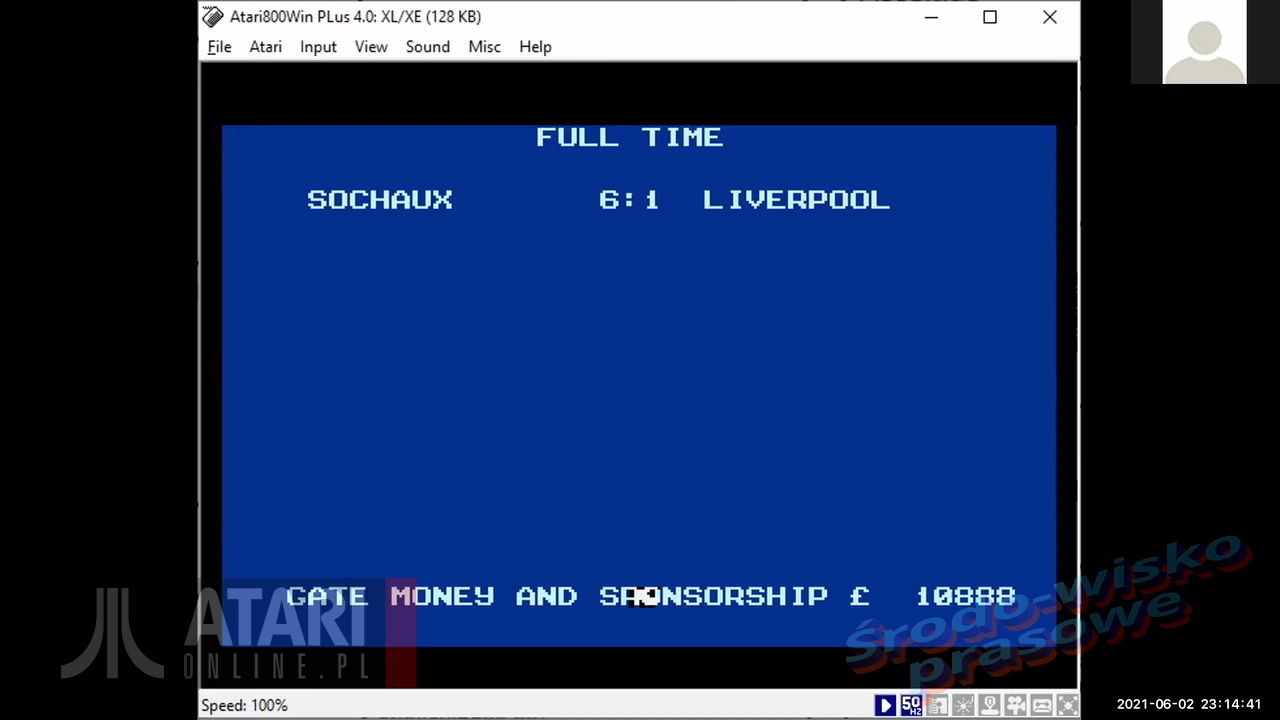 Atari800Win PLus 4.0: XL/XE (128 KB)
File Atari Input View Sound Misc Help
FULL TIME
SOCHAUX 6:1 LIVERPOOL
GATE MONEY AND SPONSORSHIP £ 10888
ATARI
ONLINE.PL
Środo-wisko
prasowe
Speed: 100%
50
HZ
2021-06-02 23:14:41